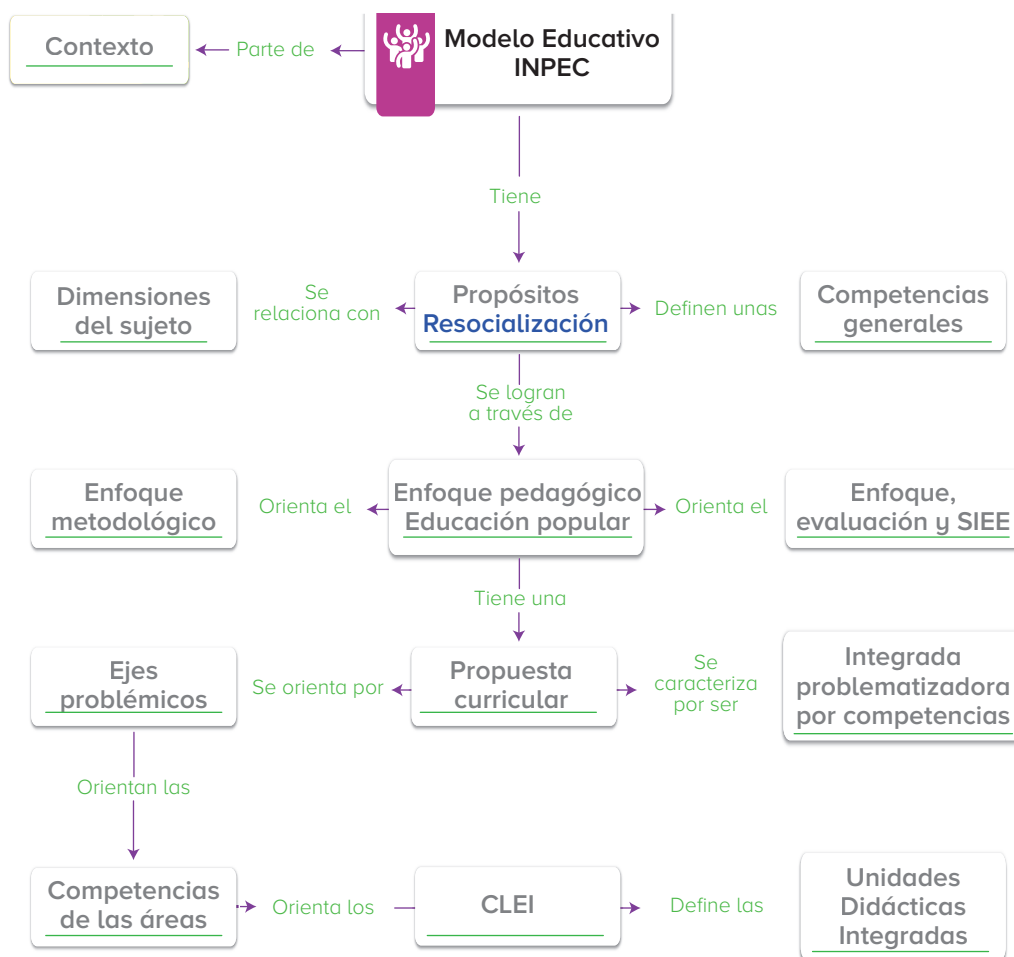 Contexto
Parte de
Modelo Educativo
INPEC
Tiene
Dimensiones
del sujeto
Se
relaciona con
Propósitos
Resocialización
Definen unas
Competencias
generales
Se logran
a través de
Enfoque
metodológico
Orienta el
Enfoque pedagógico
Educación popular
Orienta el
Enfoque,
evaluación y SIEE
Tiene una
Ejes
problémicos
Se orienta por
Propuesta
curricular
Se
caracteriza
por ser
Integrada
problematizadora
por competencias
Orientan las
Competencias
de las áreas
Orienta los
CLEI
Define las
Unidades
Didácticas
Integradas